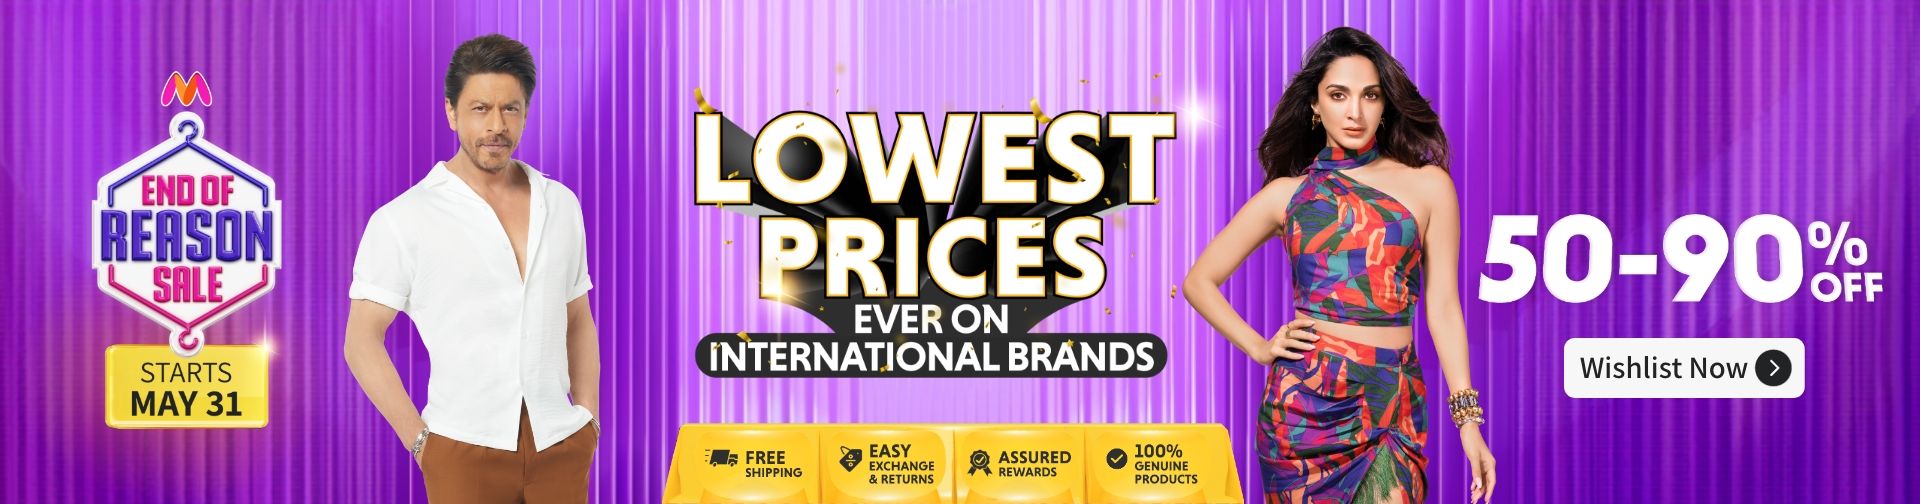 END OF
REASON
SALE
STARTS
MAY 31
LOWEST
PRICES
EVER ON
INTERNATIONAL BRANDS
FREE
SHIPPING
EASY
EXCHANGE
& RETURNS
ASSURED
REWARDS
100%
GENUINE
PRODUCTS
50-90%
OFF
Wishlist Now